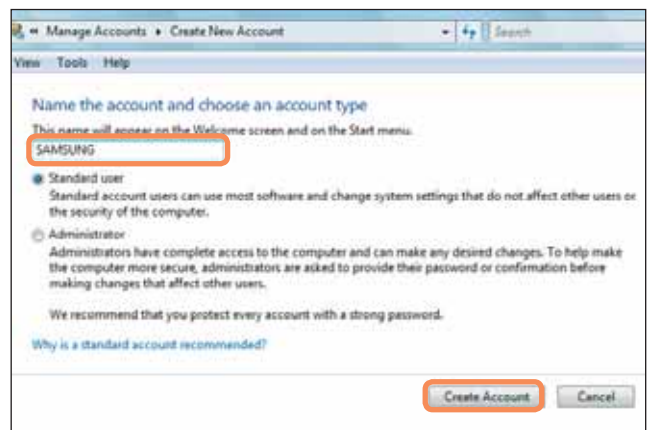 Manage Accounts ▸ Create New Account
Search
View Tools Help
Name the account and choose an account type
This name will appear on the Welcome screen and on the Start menu.
SAMSUNG
Standard user
Standard account users can use most software and change system settings that do not affect other users or
the security of the computer.
Administrator
Administrators have complete access to the computer and can make any desired changes. To help make
the computer more secure, administrators are asked to provide their password or confirmation before
making changes that affect other users.
We recommend that you protect every account with a strong password.
Why is a standard account recommended?
Create Account Cancel